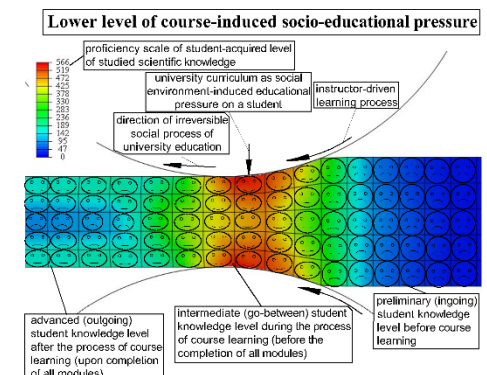 Lower level of course-induced socio-educational pressure
proficiency scale of student-acquired level
of studied scientific knowledge
566
519
472
425
378
330
283
236
189
142
95
47
0
university curriculum as social
environment-induced educational
pressure on a student
instructor-driven
learning process
direction of irreversible
social process of
university education
advanced (outgoing)
student knowledge level
after the process of course
learning (upon completion
of all modules)
intermediate (go-between) student
knowledge level during the process
of course learning (before the
completion of all modules)
preliminary (ingoing)
student knowledge
level before course
learning